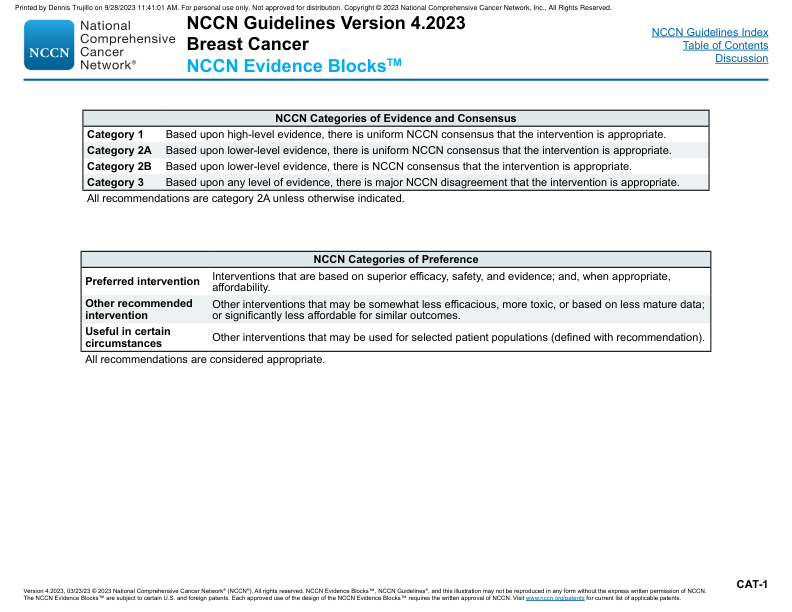 Printed by Dennis Trujillo on 9/28/2023 11:41:01 AM. For personal use only. Not approved for distribution. Copyright © 2023 National Comprehensive Cancer Network, Inc., All Rights Reserved.
NCCN
National
Comprehensive
Cancer
Network®
NCCN Guidelines Version 4.2023
Breast Cancer
NCCN Evidence Blocks™
NCCN Guidelines Index
Table of Contents
Discussion
NCCN Categories of Evidence and Consensus
Category 1 Based upon high-level evidence, there is uniform NCCN consensus that the intervention is appropriate.
Category 2A Based upon lower-level evidence, there is uniform NCCN consensus that the intervention is appropriate.
Category 2B Based upon lower-level evidence, there is NCCN consensus that the intervention is appropriate.
Category 3 Based upon any level of evidence, there is major NCCN disagreement that the intervention is appropriate.
All recommendations are category 2A unless otherwise indicated.
NCCN Categories of Preference
Preferred intervention
Interventions that are based on superior efficacy, safety, and evidence; and, when appropriate,
affordability.
Other recommended
intervention
Other interventions that may be somewhat less efficacious, more toxic, or based on less mature data;
or significantly less affordable for similar outcomes.
Useful in certain
circumstances
Other interventions that may be used for selected patient populations (defined with recommendation).
All recommendations are considered appropriate.
CAT-1
Version 4.2023, 03/23/23 © 2023 National Comprehensive Cancer Network® (NCCN®), All rights reserved. NCCN Evidence Blocks™, NCCN Guidelines®, and this illustration may not be reproduced in any form without the express written permission of NCCN.
The NCCN Evidence Blocks™ are subject to certain U.S. and foreign patents. Each approved use of the design of the NCCN Evidence Blocks™ requires the written approval of NCCN. Visit www.nccn.org/patents for current list of applicable patents.